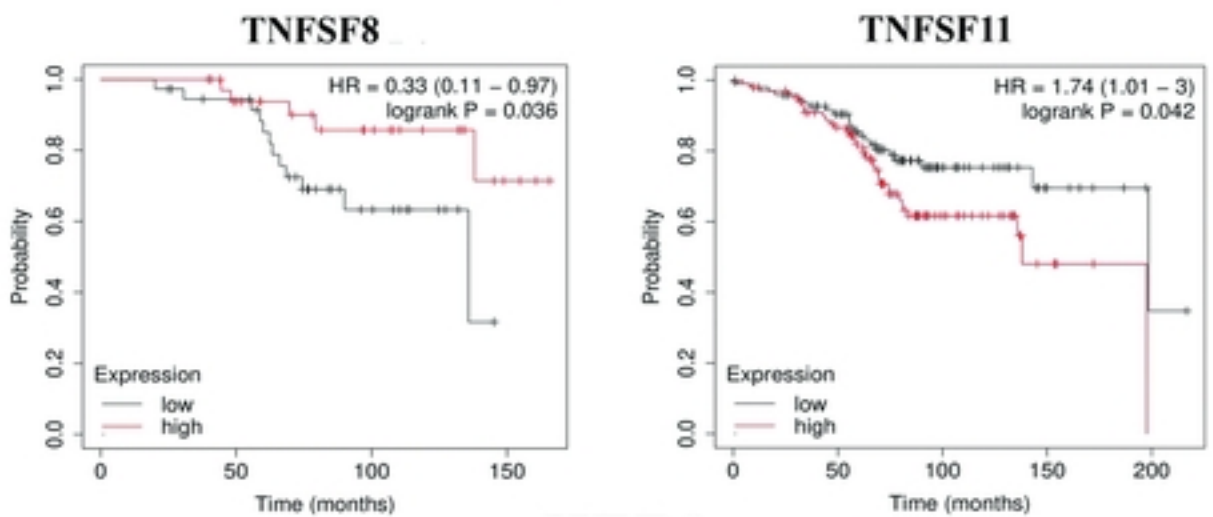 TNFSF8
HR = 0.33 (0.11 − 0.97)
logrank P = 0.036
Probability
1.0
0.8
0.6
0.4
0.2
0.0
Expression
low
high
0 50 100 150
Time (months)
TNFSF11
HR = 1.74 (1.01 − 3)
logrank P = 0.042
Probability
1.0
0.8
0.6
0.4
0.2
0.0
Expression
low
high
0 50 100 150 200
Time (months)